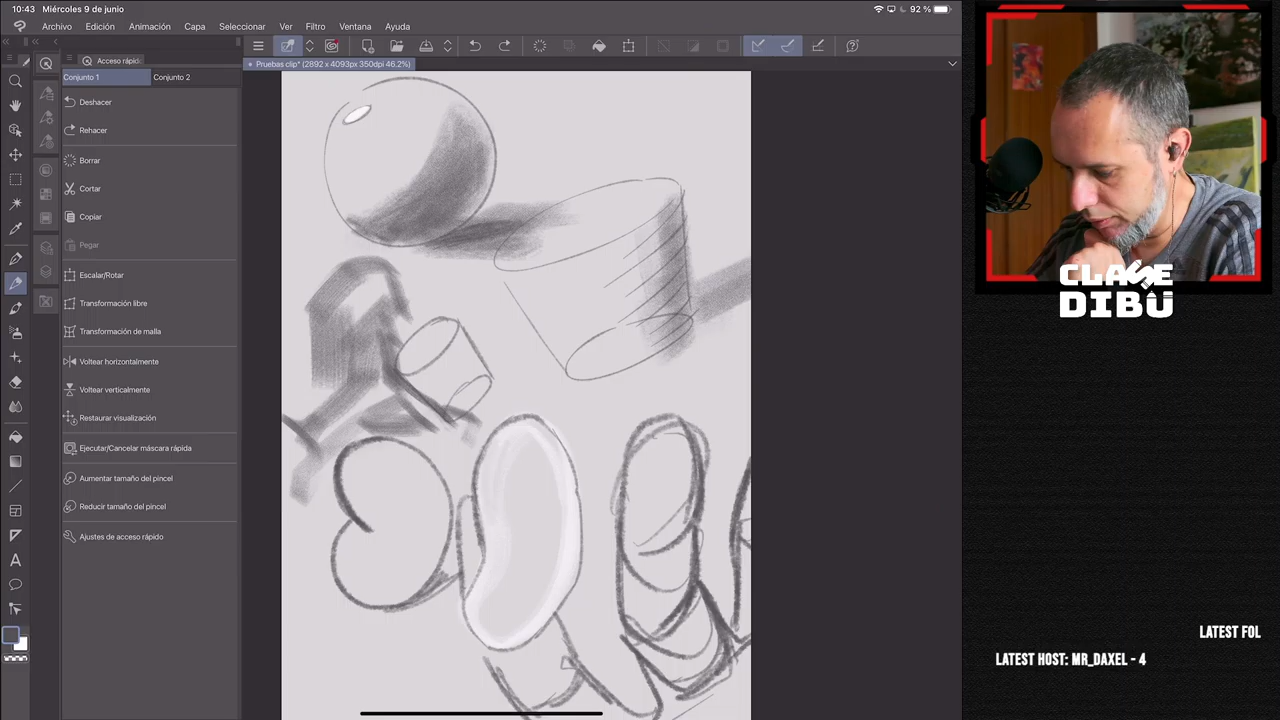 10:43 Miércoles 9 de junio
92 %
Archivo Edición Animación Capa Seleccionar Ver Filtro Ventana Ayuda
Acceso rápid
Pruebas clip* (2892 x 4093px 350dpi 46.2%)
Conjunto 1 Conjunto 2
Deshacer
Rehacer
Borrar
Cortar
Copiar
Pegar
Escalar/Rotar
Transformación libre
Transformación de malla
Voltear horizontalmente
Voltear verticalmente
Restaurar visualización
Ejecutar/Cancelar máscara rápida
Aumentar tamaño del pincel
Reducir tamaño del pincel
Ajustes de acceso rápido
CLASE
DIBU
LATEST FOL
LATEST HOST: MR_DAXEL - 4